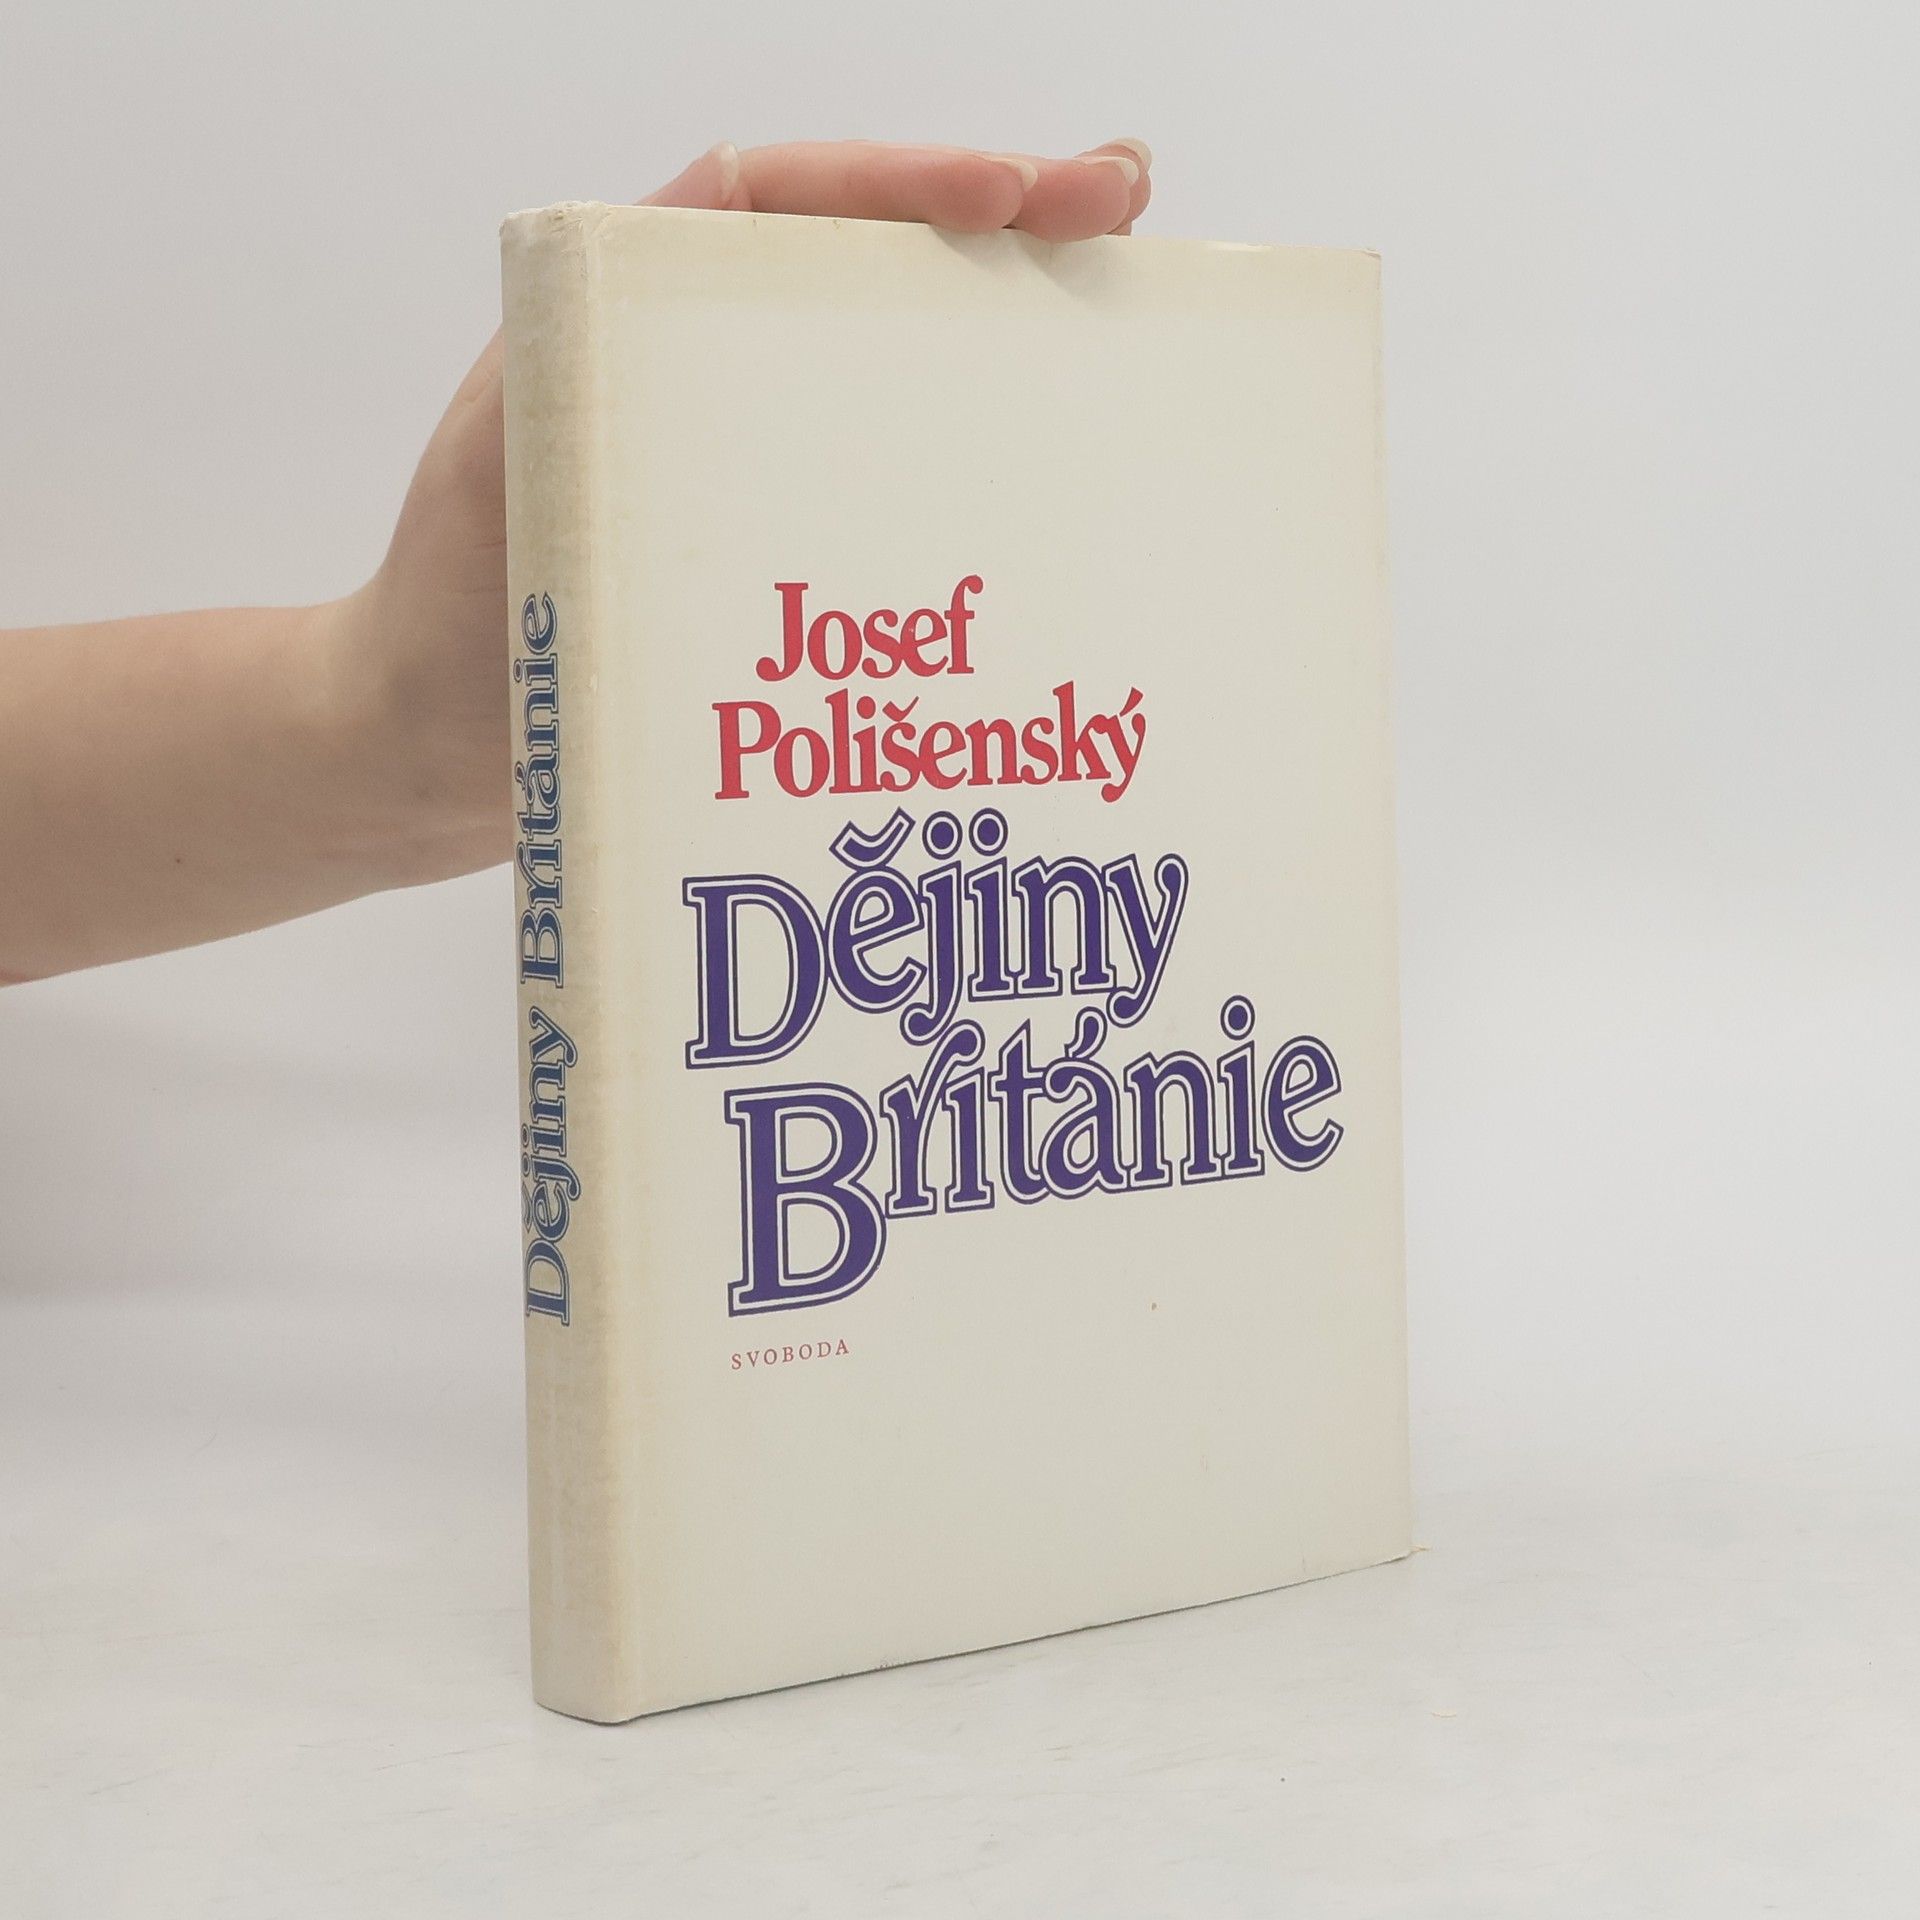 Dějiny Británie
Josef
Polišenský
Dějiny
Británie
SVOBODA